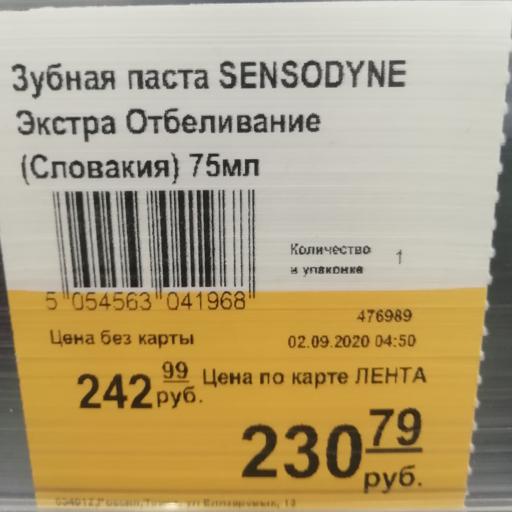 Зубная паста SENSODYNE
Экстра Отбеливание
(Словакия) 75мл
Количество
в упаковке 1
5 054563 041968
476989
Цена без карты 02.09.2020 04:50
242 99 руб.
Цена по карте ЛЕНТА
230 79 руб.